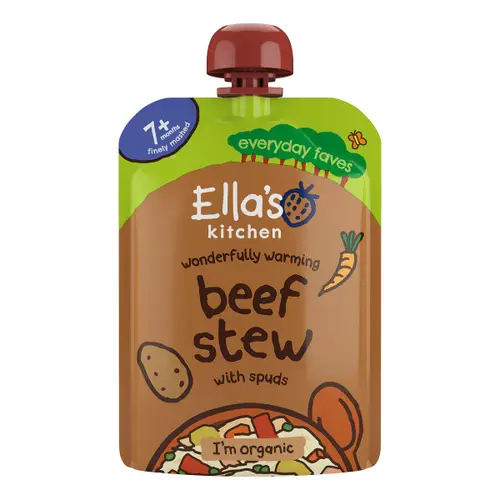 7+
months
finely mashed
everyday faves
Ella's
kitchen
wonderfully warming
beef
stew
with spuds
I'm organic